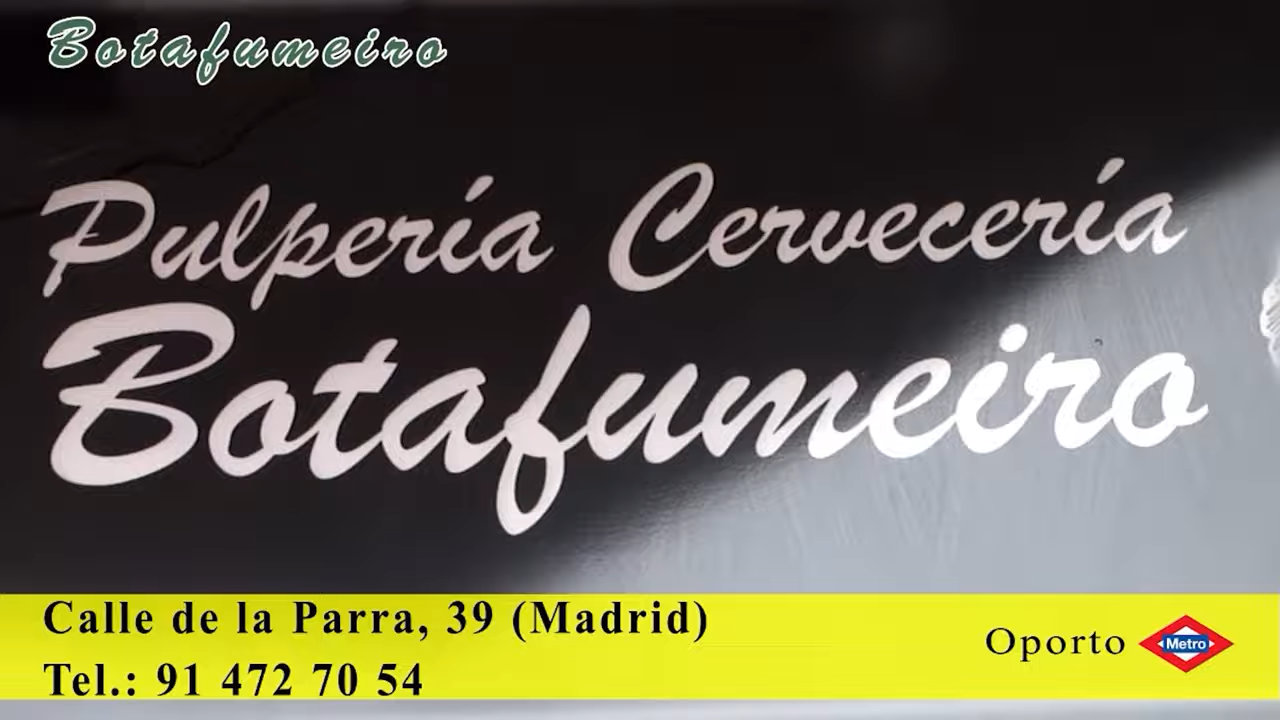 Botafumeiro
Pulpería Cervecería
Botafumeiro
Calle de la Parra, 39 (Madrid)
Tel.: 91 472 70 54
Oporto Metro